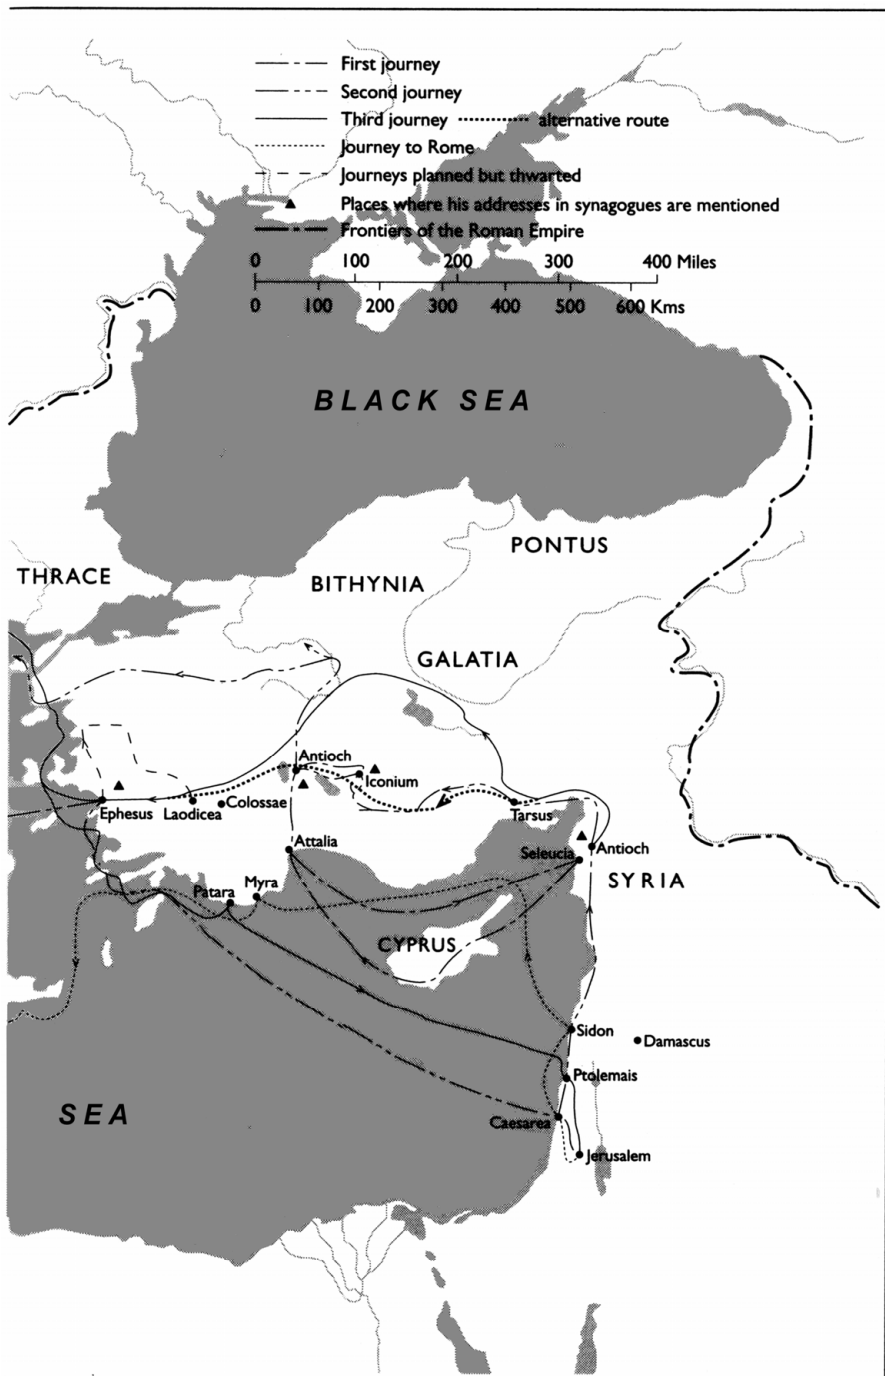 First journey
Second journey
Third journey alternative route
Journey to Rome
Journeys planned but thwarted
Places where his addresses in synagogues are mentioned
Frontiers of the Roman Empire
0 100 200 300 400 Miles
0 100 200 300 400 500 600 Kms
BLACK SEA
PONTUS
THRACE
BITHYNIA
GALATIA
Antioch
Iconium
Ephesus
Laodicea
Colossae
Tarsus
Attalia
Seleucia
Antioch
SYRIA
Patara
Myra
CYPRUS
Sidon
Damascus
Ptolemais
SEA
Caesarea
Jerusalem